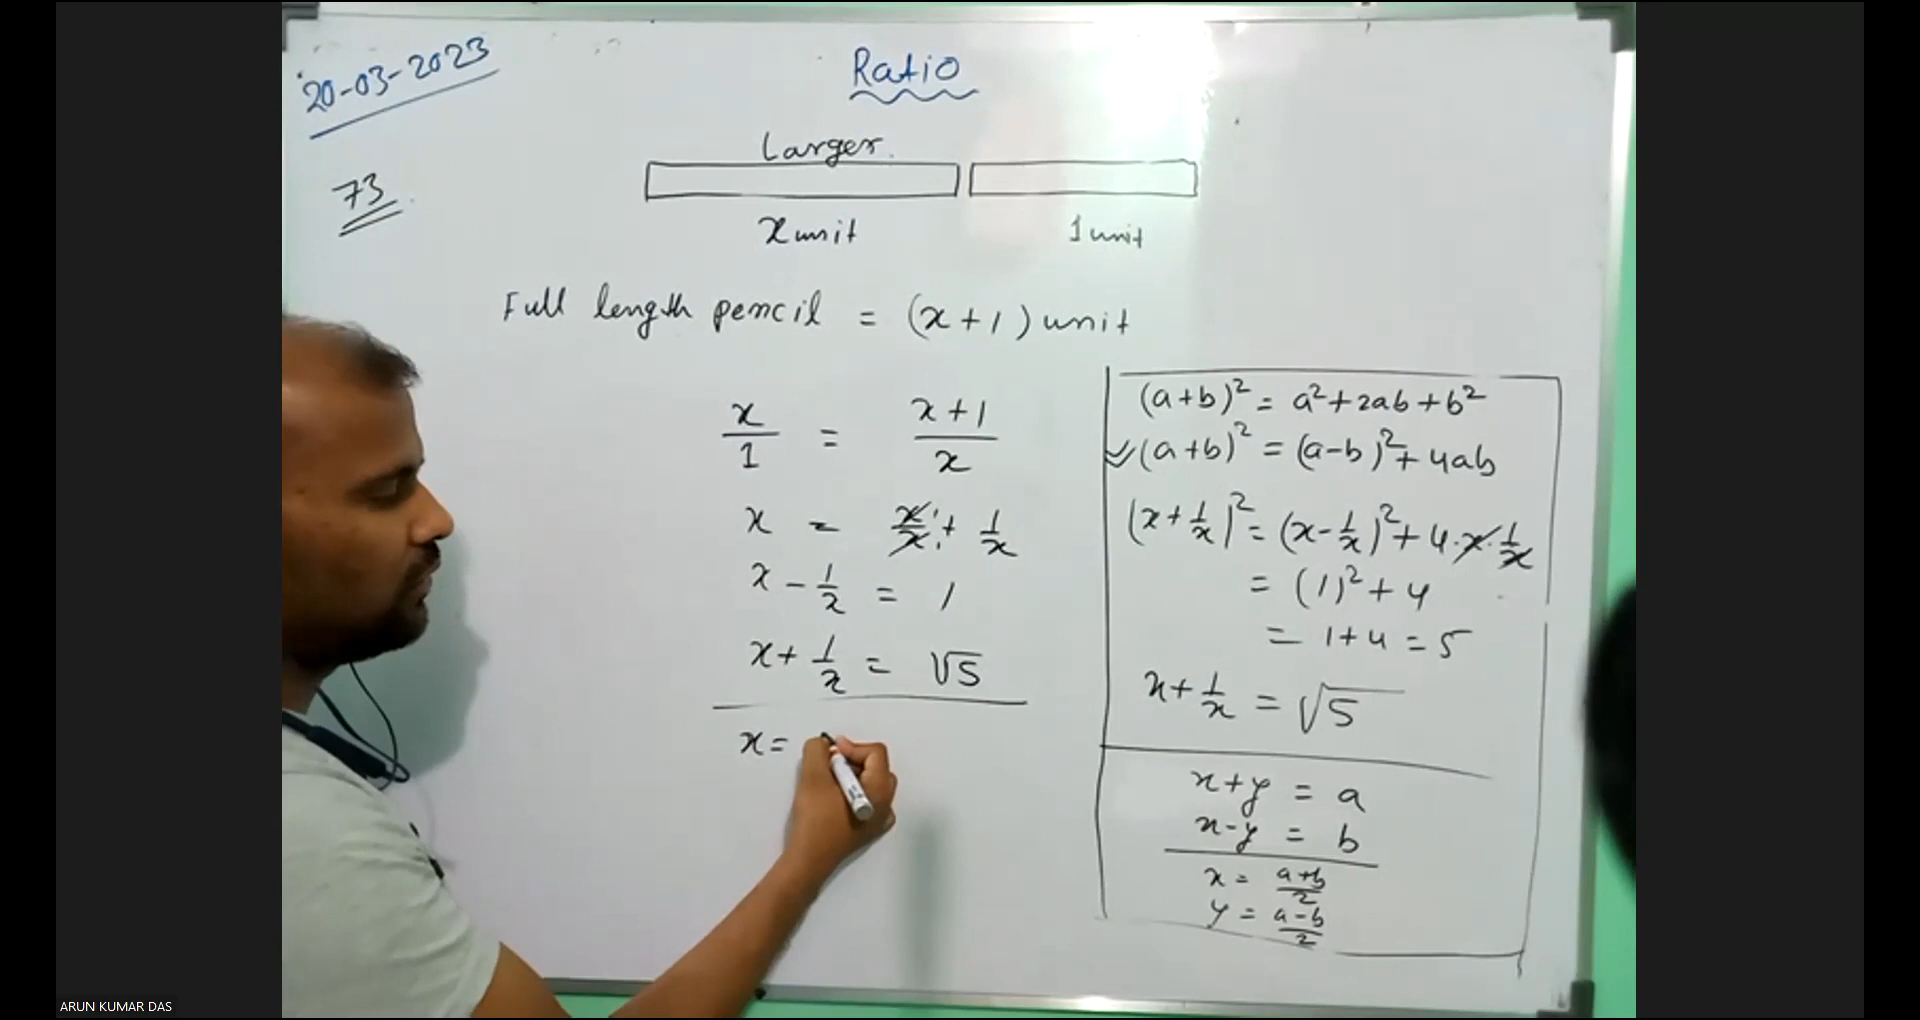 20-03-2023
Ratio
73
Larger
x unit
1 unit
Full length pencil = (x+1) unit
x/1 = (x+1)/x
x = x/x + 1/x
x - 1/x = 1
x + 1/x = √5
x =
(a+b)² = a²+2ab+b²
(a+b)² = (a-b)²+4ab
(x+1/x)² = (x-1/x)²+4·x·1/x
= (1)²+4
= 1+4 = 5
x+1/x = √5
x+y = a
x-y = b
x = (a+b)/2
y = (a-b)/2
ARUN KUMAR DAS